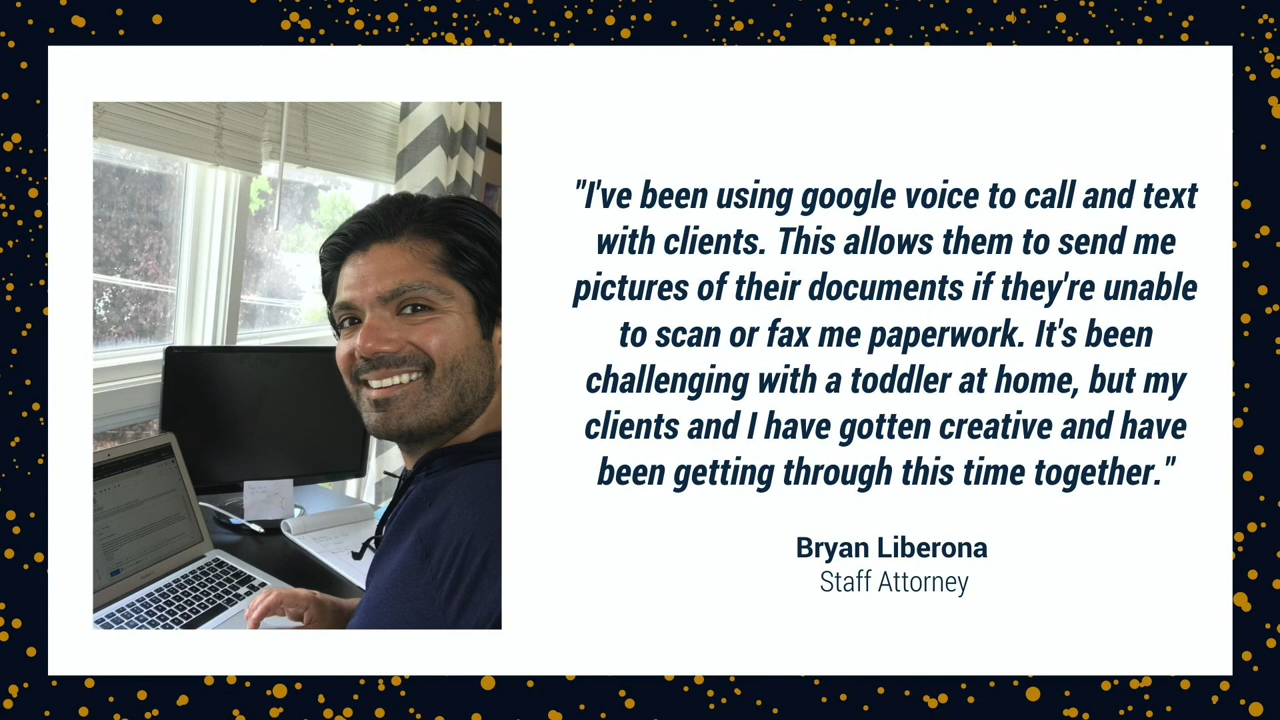 "I've been using google voice to call and text
with clients. This allows them to send me
pictures of their documents if they're unable
to scan or fax me paperwork. It's been
challenging with a toddler at home, but my
clients and I have gotten creative and have
been getting through this time together."
Bryan Liberona
Staff Attorney